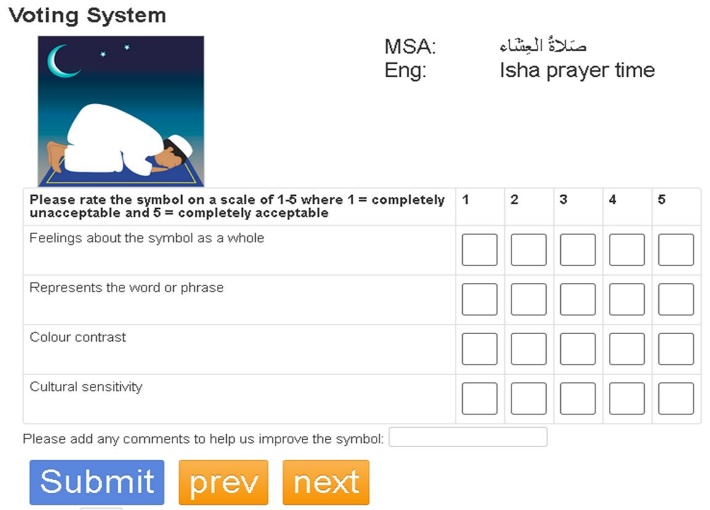 Voting System
MSA: صَلاةُ العِشَاء
Eng: Isha prayer time
Please rate the symbol on a scale of 1-5 where 1 = completely 1 2 3 4 5
unacceptable and 5 = completely acceptable
Feelings about the symbol as a whole
Represents the word or phrase
Colour contrast
Cultural sensitivity
Please add any comments to help us improve the symbol:
Submit prev next